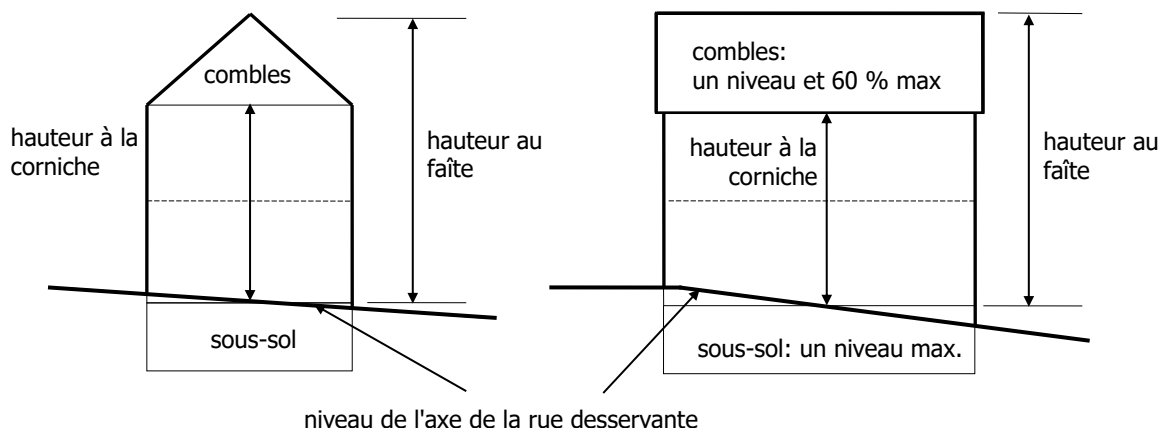 combles
hauteur à la
corniche
hauteur au
faîte
sous-sol
combles:
un niveau et 60 % max
hauteur à la
corniche
hauteur au
faîte
sous-sol: un niveau max.
niveau de l'axe de la rue desservante